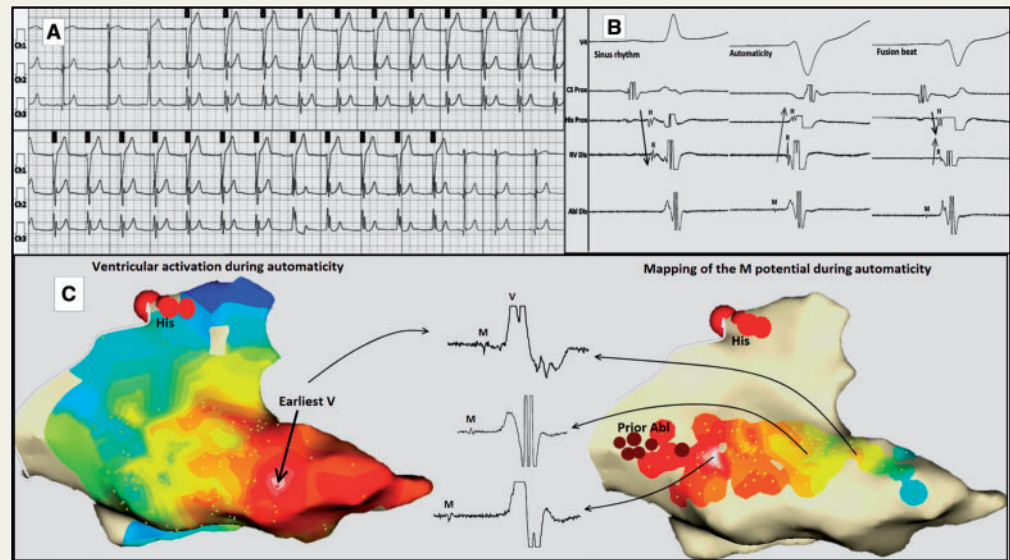 A
Ch1
Ch2
Ch3
Ch1
Ch2
Ch3
B
V4
Sinus rhythm
Automaticity
Fusion beat
CS Prox
His Prox
H
H
H
RV Dis
R
R
R
Abl Dis
M
M
C
Ventricular activation during automaticity
Mapping of the M potential during automaticity
His
V
M
His
Earliest V
M
Prior Abl
M